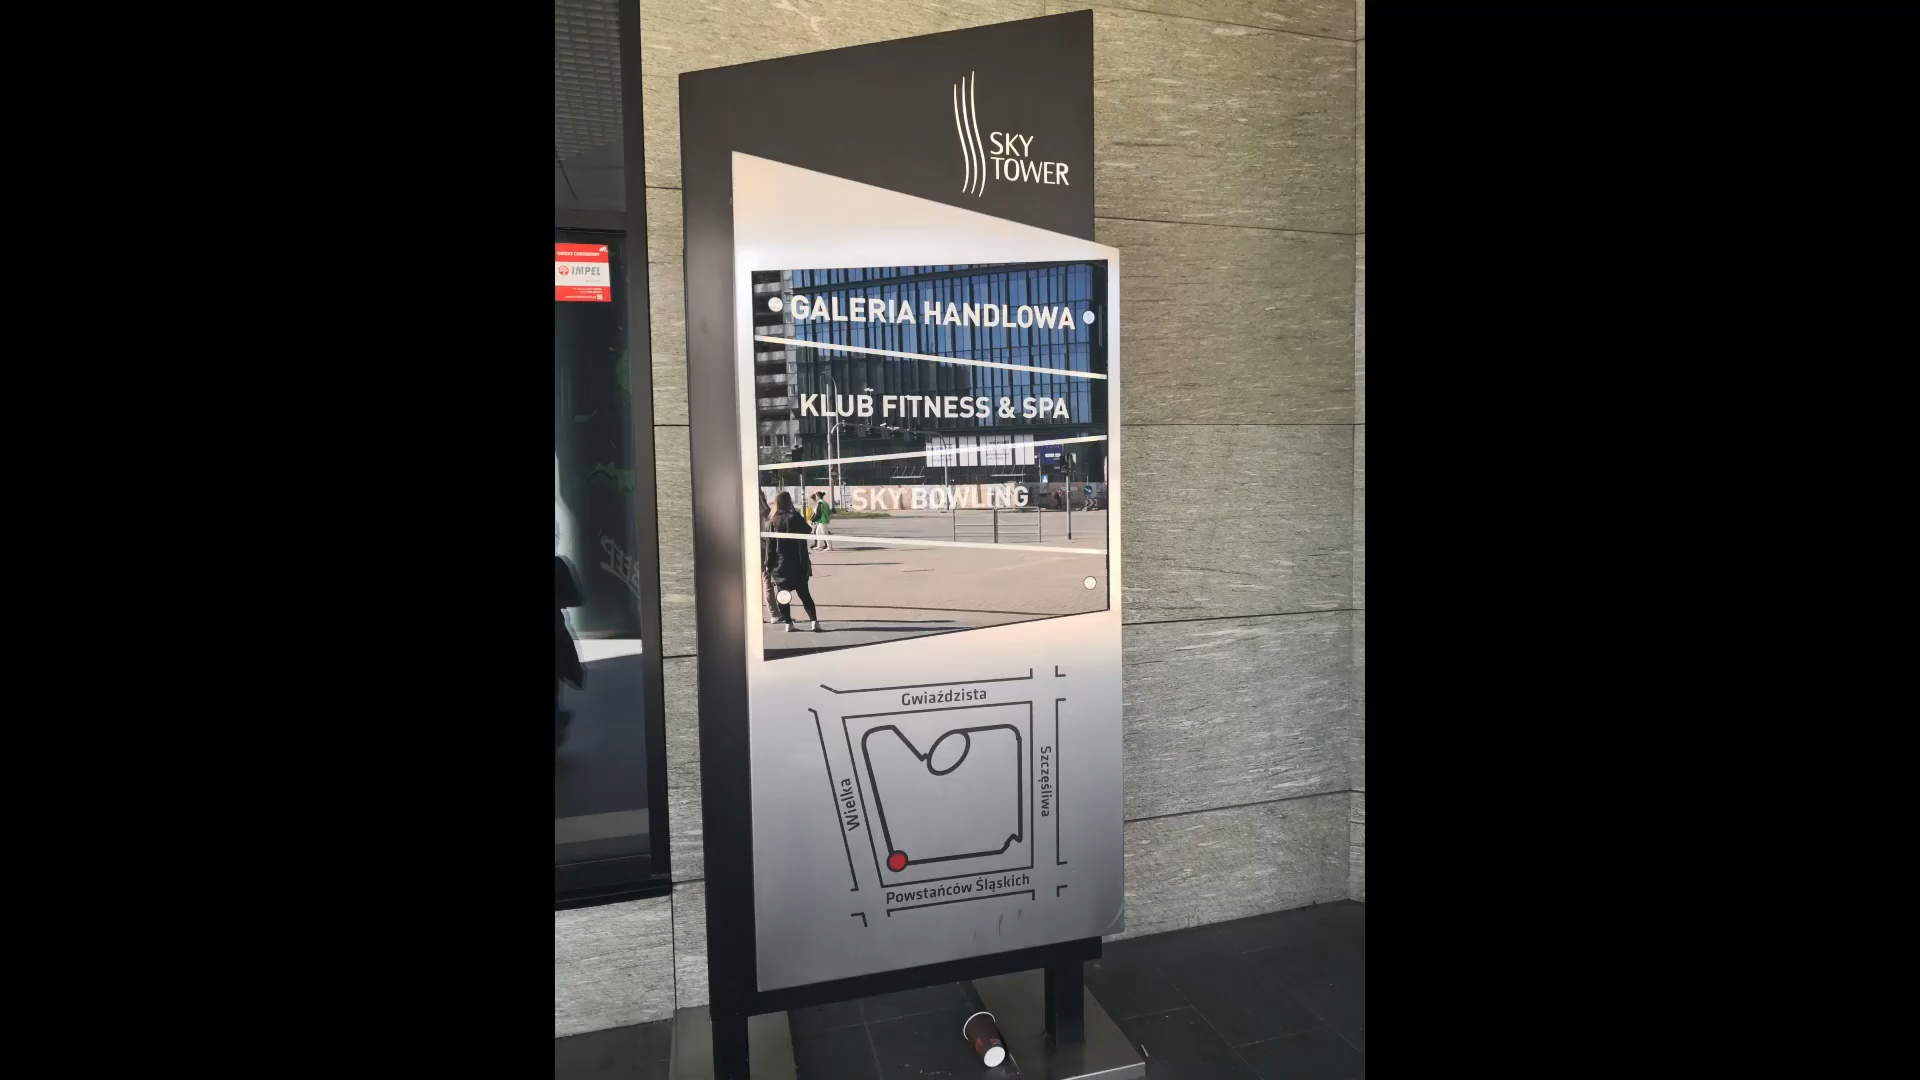 SKY
TOWER
IMPEL
GALERIA HANDLOWA
KLUB FITNESS & SPA
SKY BOWLING
Gwiaździsta
Wielka
Szczęśliwa
Powstańców Śląskich